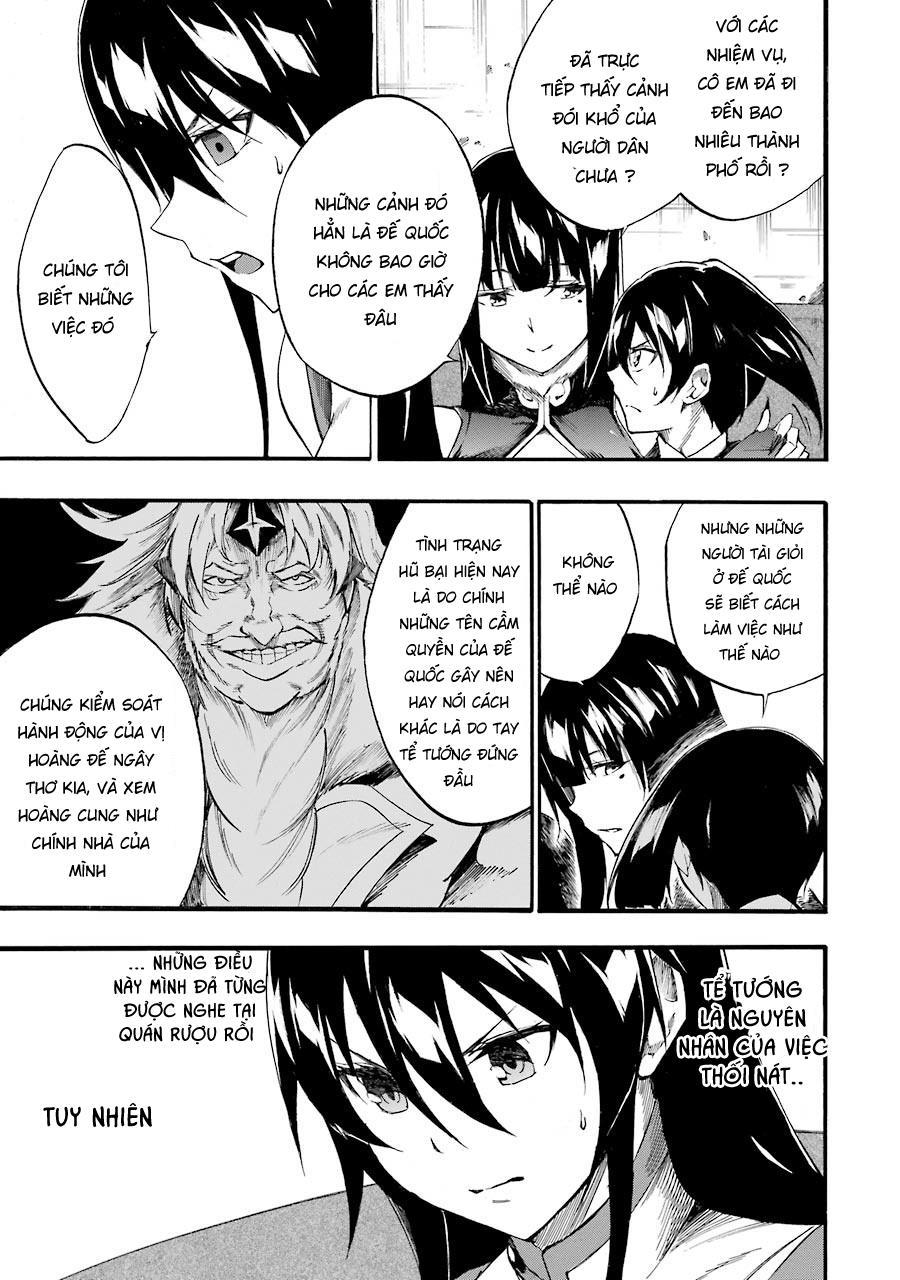 VỚI CÁC
NHIỆM VỤ,
CÔ EM ĐÃ ĐI
ĐẾN BAO
NHIÊU THÀNH
PHỐ RỒI ?
ĐÃ TRỰC
TIẾP THẤY CẢNH
ĐÓI KHỔ CỦA
NGƯỜI DÂN
CHƯA ?
NHỮNG CẢNH ĐÓ
HẲN LÀ ĐẾ QUỐC
KHÔNG BAO GIỜ
CHO CÁC EM THẤY
ĐÂU
CHÚNG TÔI
BIẾT NHỮNG
VIỆC ĐÓ
NHƯNG NHỮNG
NGƯỜI TÀI GIỎI
Ở ĐẾ QUỐC
SẼ BIẾT CÁCH
LÀM VIỆC NHƯ
THẾ NÀO
KHÔNG
THỂ NÀO
TÌNH TRẠNG
HŨ BẠI HIỆN NAY
LÀ DO CHÍNH
NHỮNG TÊN CẦM
QUYỀN CỦA ĐẾ
QUỐC GÂY NÊN
HAY NÓI CÁCH
KHÁC LÀ DO TAY
TỂ TƯỚNG ĐỨNG
ĐẦU
CHÚNG KIỂM SOÁT
HÀNH ĐỘNG CỦA VỊ
HOÀNG ĐẾ NGÂY
THƠ KIA, VÀ XEM
HOÀNG CUNG NHƯ
CHÍNH NHÀ CỦA
MÌNH
TỂ TƯỚNG
LÀ NGUYÊN
NHÂN CỦA VIỆC
THỐI NÁT..
... NHỮNG ĐIỀU
NÀY MÌNH ĐÃ TỪNG
ĐƯỢC NGHE TẠI
QUÁN RƯỢU RỒI
TUY NHIÊN